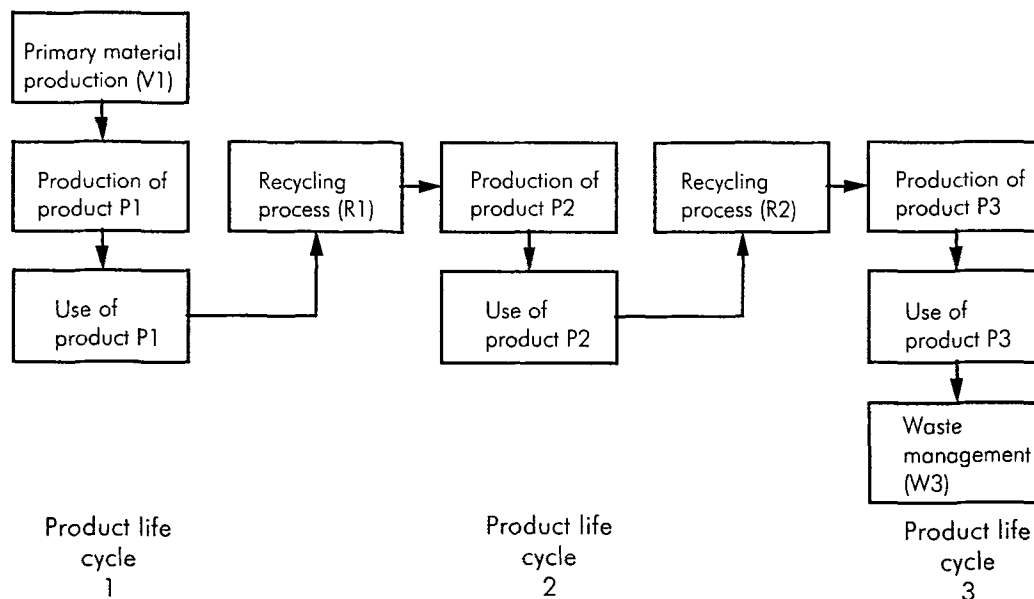 Primary material
production (V1)
Production of
product P1
Use of
product P1
Recycling
process (R1)
Production of
product P2
Use of
product P2
Recycling
process (R2)
Production of
product P3
Use of
product P3
Waste
management
(W3)
Product life
cycle
1
Product life
cycle
2
Product life
cycle
3